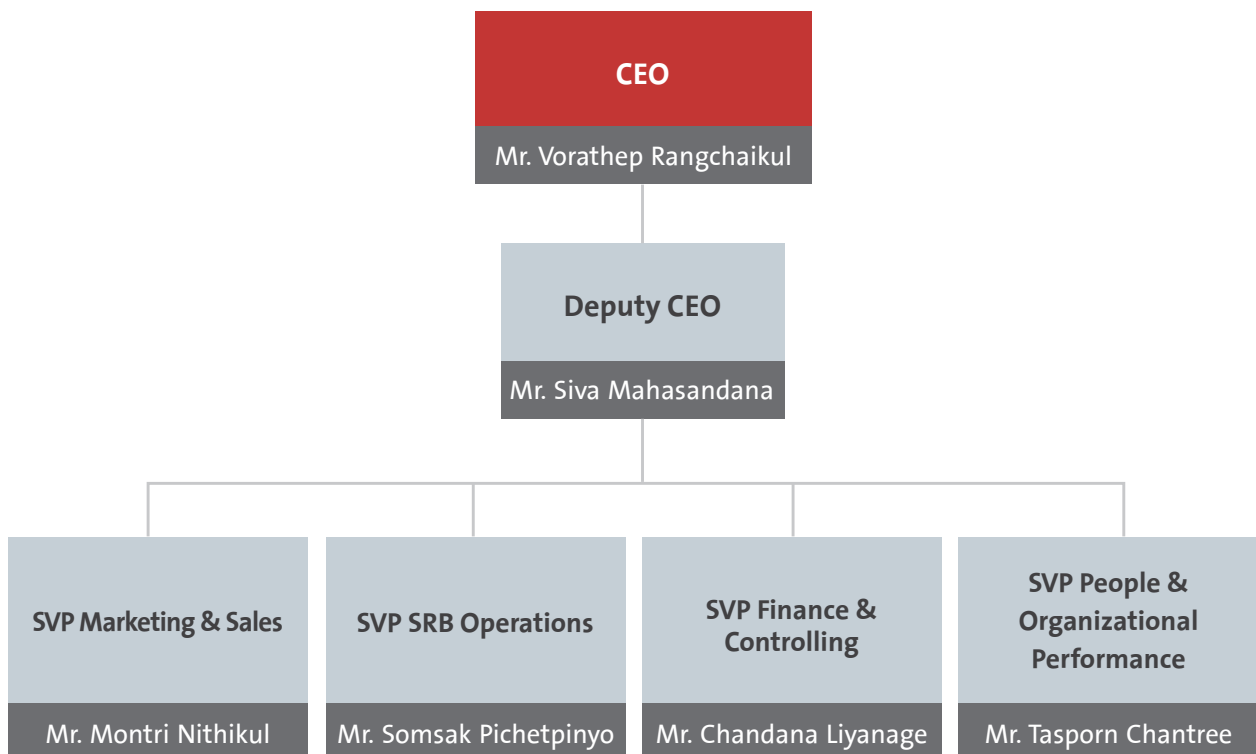 CEO
Mr. Vorathep Rangchaikul
Deputy CEO
Mr. Siva Mahasandana
SVP Marketing & Sales
Mr. Montri Nithikul
SVP SRB Operations
Mr. Somsak Pichetpinyo
SVP Finance &
Controlling
Mr. Chandana Liyanage
SVP People &
Organizational
Performance
Mr. Tasporn Chantree